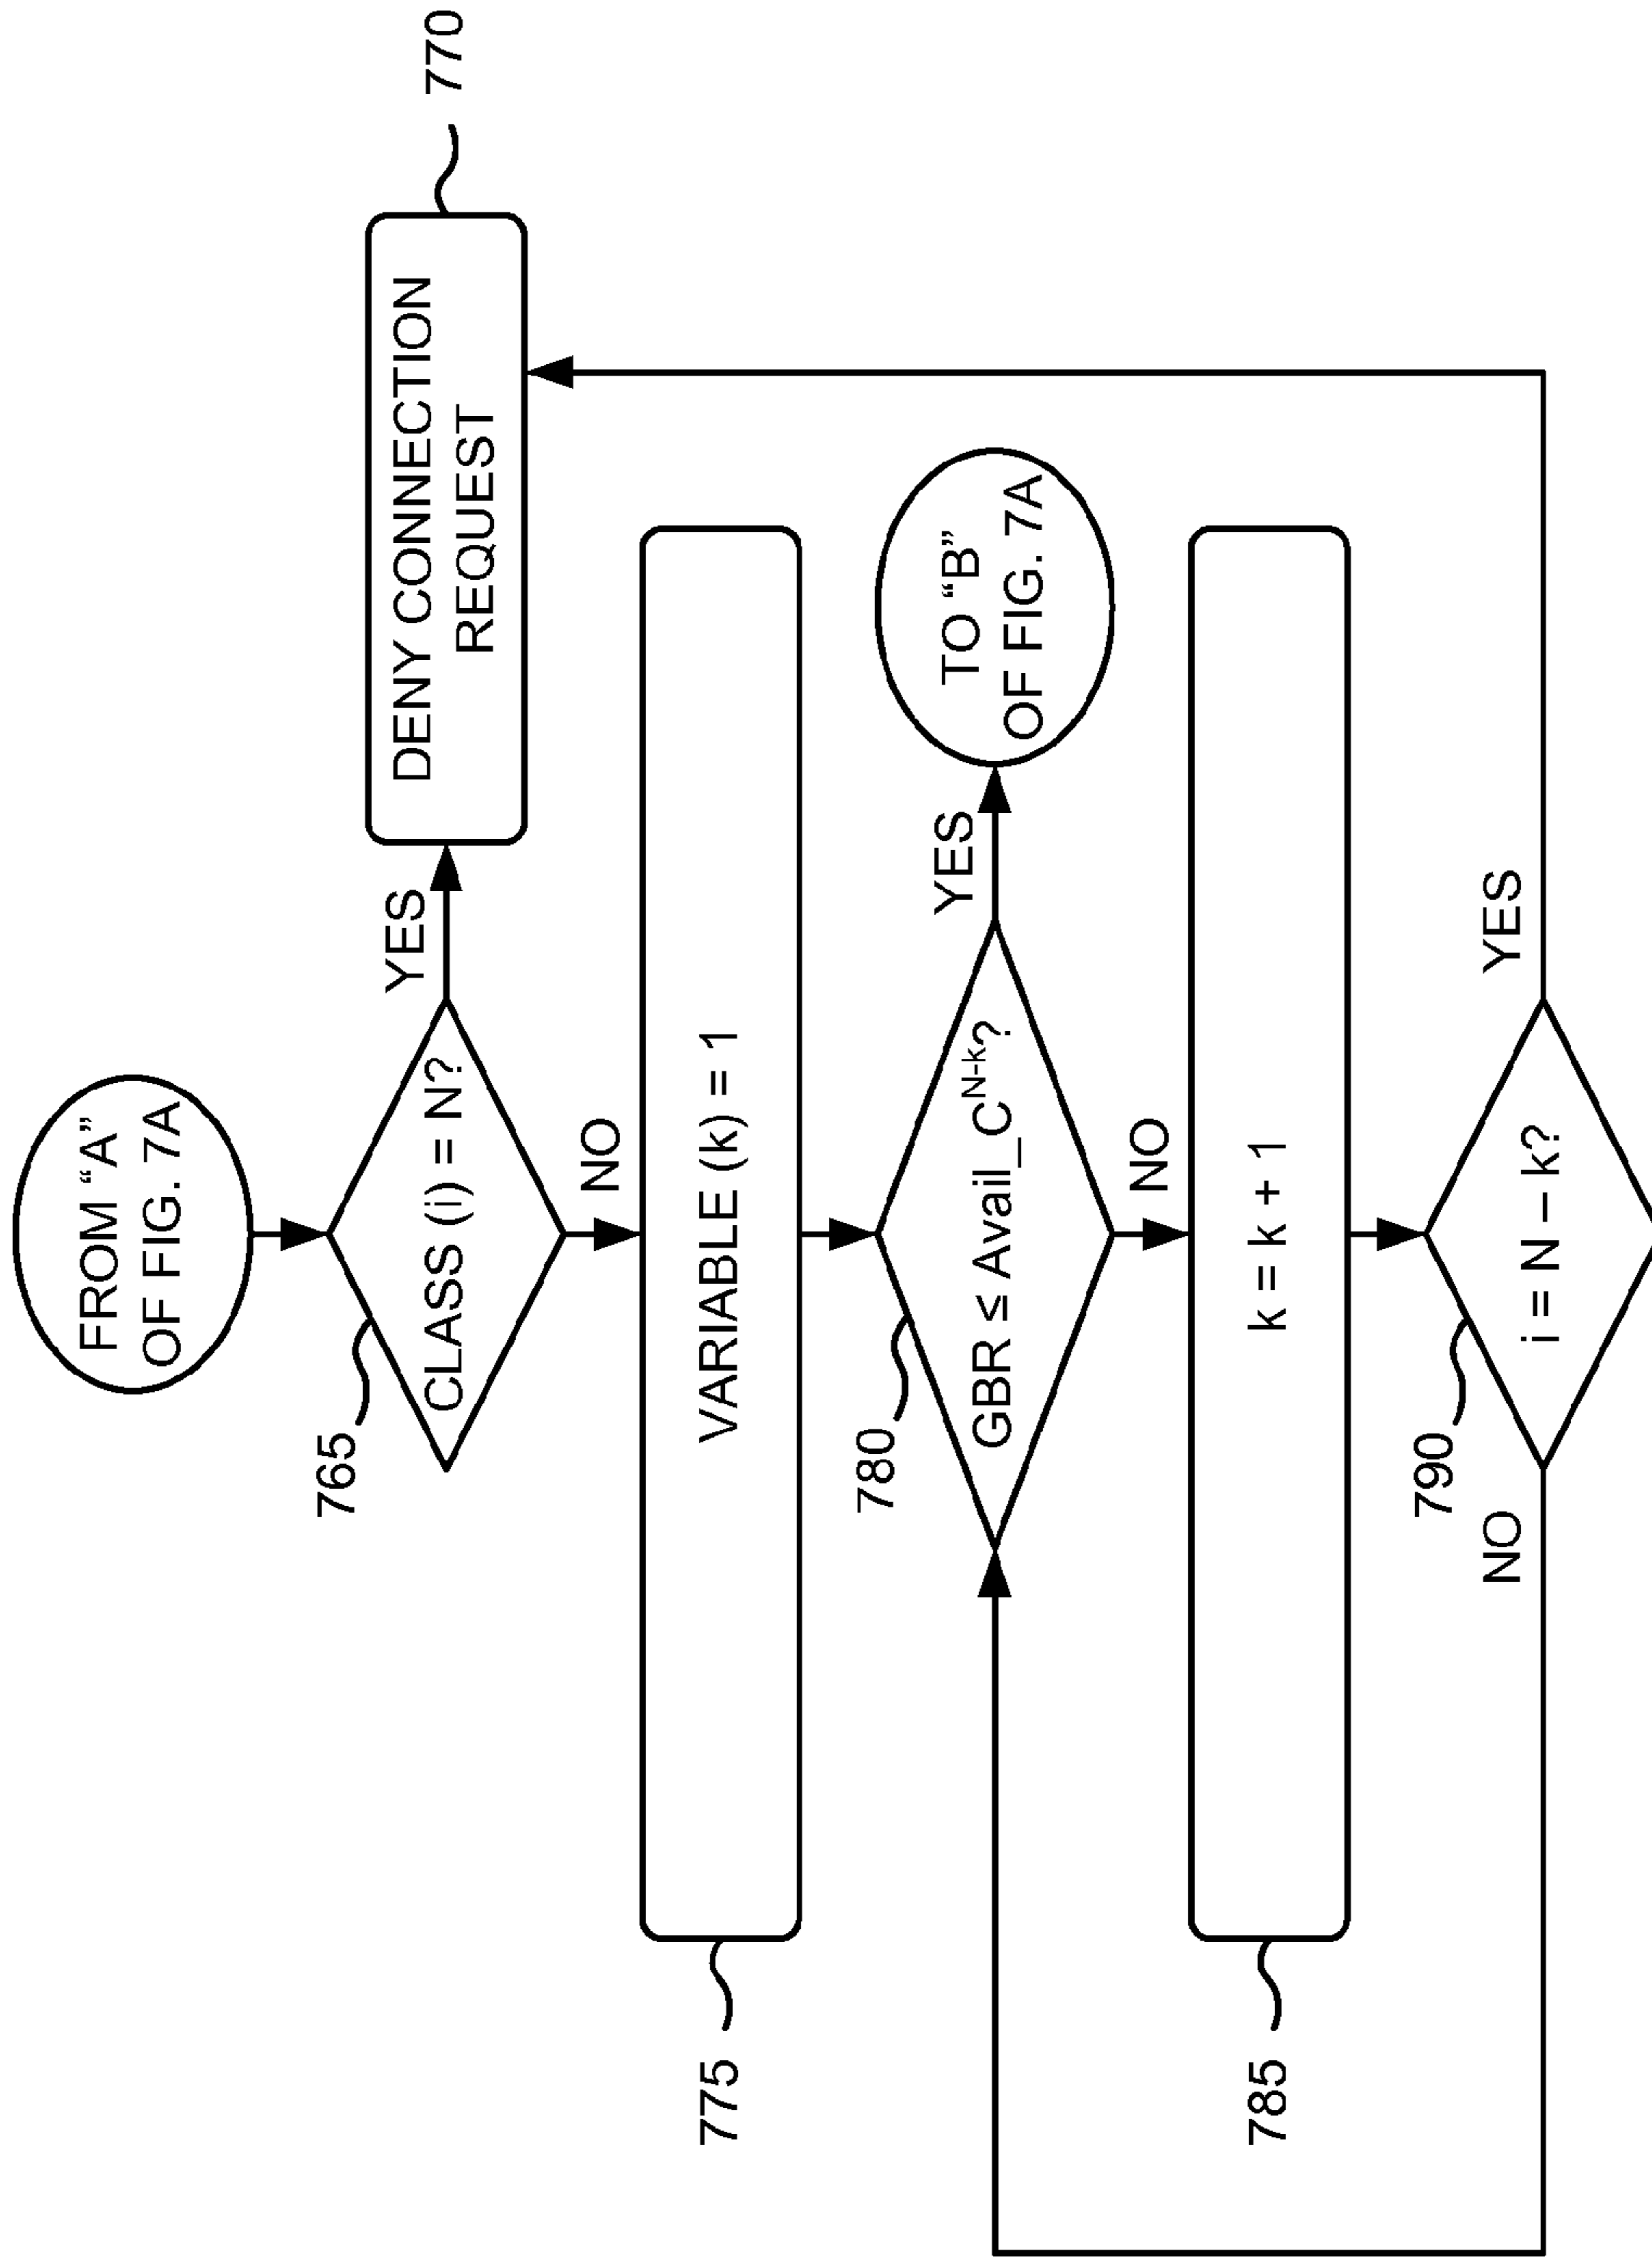 FROM “A”
OF FIG. 7A
765
CLASS (i) = N?
YES
DENY CONNECTION
REQUEST
770
NO
775
VARIABLE (k) = 1
780
GBR ≤ Avail_C^{N-k}?
YES
TO “B”
OF FIG. 7A
NO
785
k = k + 1
790
i = N – k?
NO
YES